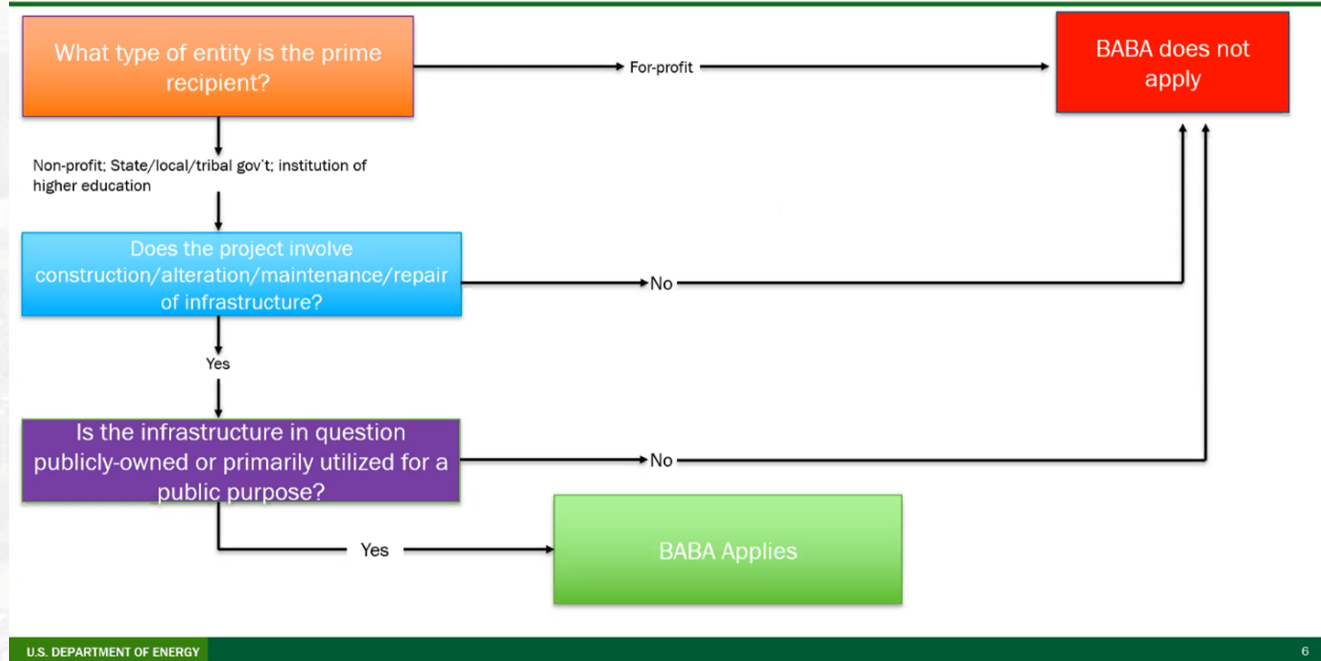 What type of entity is the prime
recipient?
For-profit
BABA does not
apply
Non-profit; State/local/tribal gov't; institution of
higher education
Does the project involve
construction/alteration/maintenance/repair
of infrastructure?
No
Yes
Is the infrastructure in question
publicly-owned or primarily utilized for a
public purpose?
No
Yes
BABA Applies
U.S. DEPARTMENT OF ENERGY
6